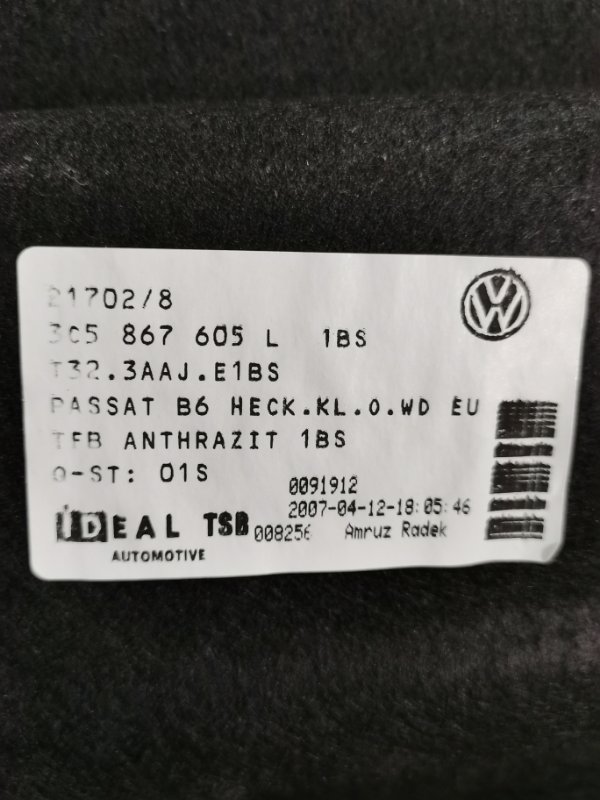 21702/8
3C5 867 605 L 1BS
T32.3AAJ.E1BS
PASSAT B6 HECK.KL.O.WD EU
TFB ANTHRAZIT 1BS
Q-ST: 01S
0091912
2007-04-12-18:05:46
IDEAL TSB 008256 Amruz Radek
AUTOMOTIVE
VW